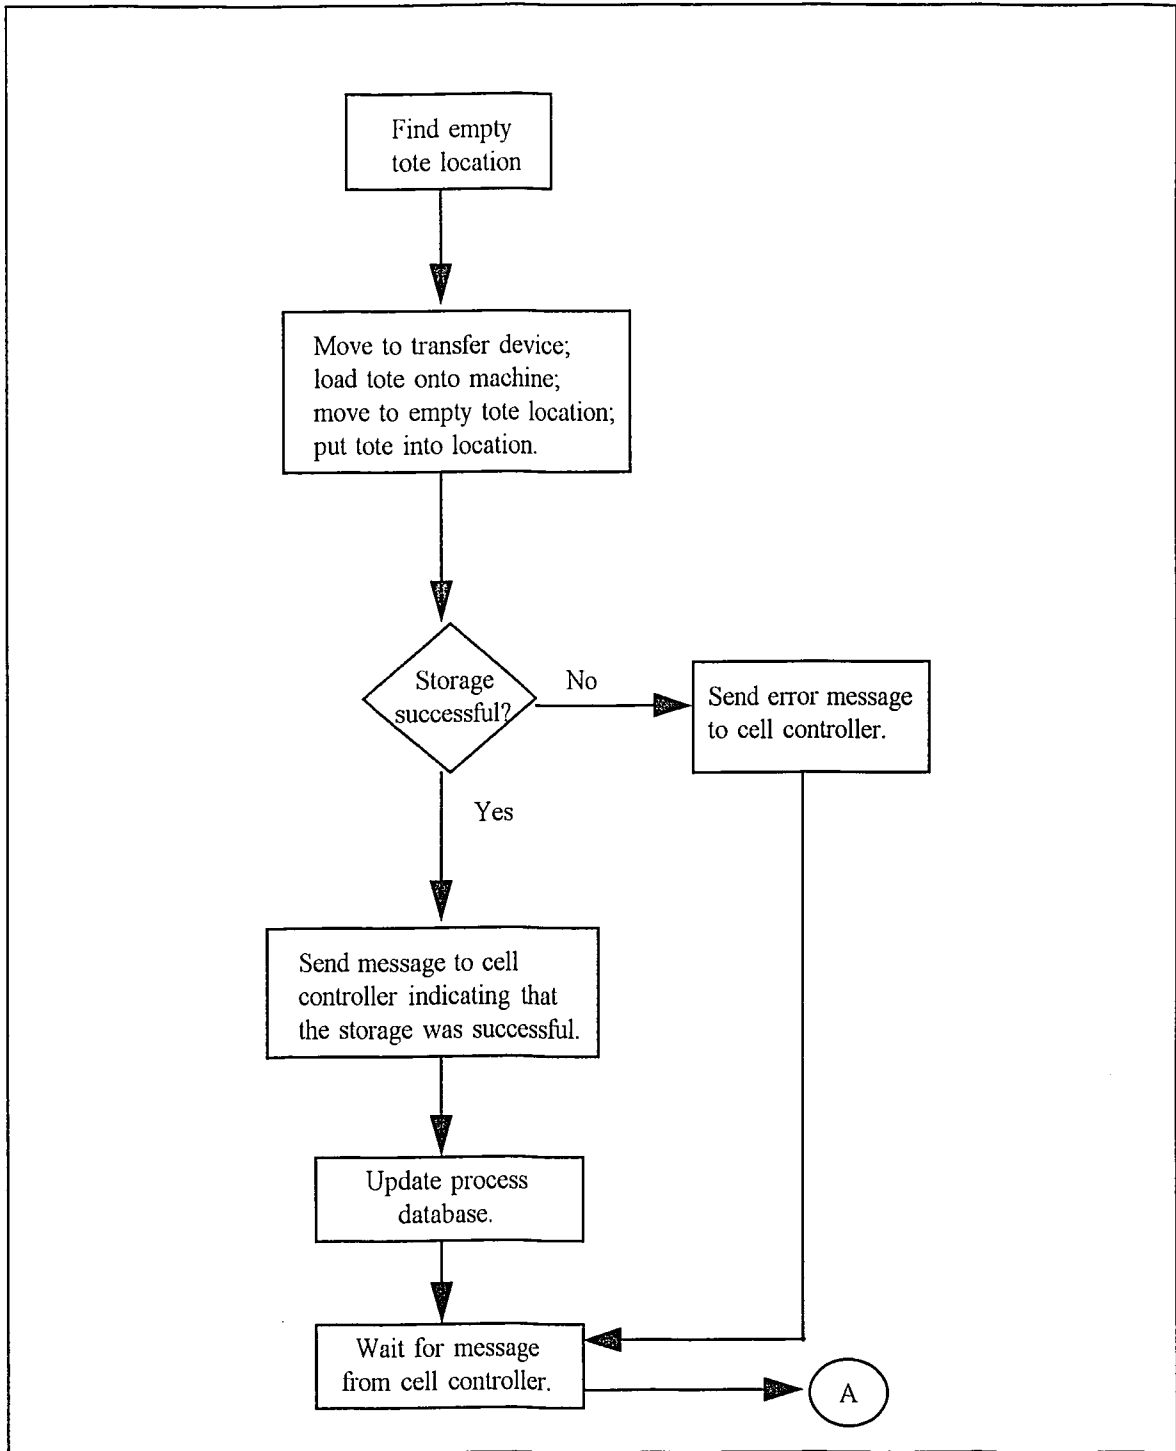 Find empty
tote location
Move to transfer device;
load tote onto machine;
move to empty tote location;
put tote into location.
Storage
successful?
No
Send error message
to cell controller.
Yes
Send message to cell
controller indicating that
the storage was successful.
Update process
database.
Wait for message
from cell controller.
A